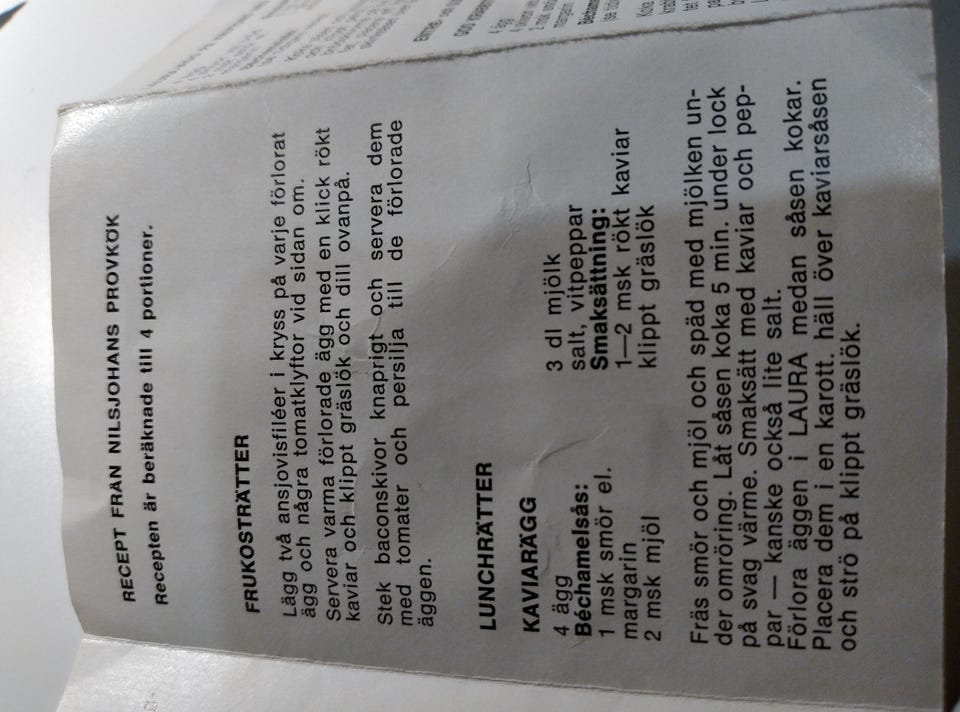 RECEPT FRÅN NILSJOHANS PROVKÖK
Recepten är beräknade till 4 portioner.
FRUKOSTRÄTTER
Lägg två ansjovisfiléer i kryss på varje förlorat
ägg och några tomatklyftor vid sidan om.
Servera varma förlorade ägg med en klick rökt
kaviar och klippt gräslök och dill ovanpå.
Stek baconskivor knaprigt och servera dem
med tomater och persilja till de förlorade
äggen.
LUNCHRÄTTER
KAVIARÄGG
4 ägg
Béchamelsås:
1 msk smör el.
margarin
2 msk mjöl
3 dl mjölk
salt, vitpeppar
Smaksättning:
1—2 msk rökt kaviar
klippt gräslök
Fräs smör och mjöl och späd med mjölken un-
der omröring. Låt såsen koka 5 min. under lock
på svag värme. Smaksätt med kaviar och pep-
par — kanske också lite salt.
Förlora äggen i LAURA medan såsen kokar.
Placera dem i en karott. häll över kaviarsåsen
och strö på klippt gräslök.
4 ägg